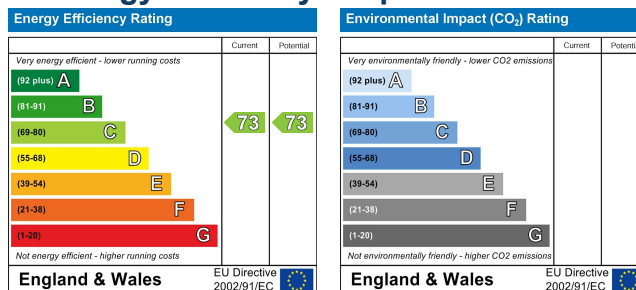 Energy Efficiency Rating
Current Potential
Very energy efficient - lower running costs
(92 plus) A
(81-91) B
(69-80) C
(55-68) D
(39-54) E
(21-38) F
(1-20) G
73 73
Not energy efficient - higher running costs
England & Wales
EU Directive
2002/91/EC
Environmental Impact (CO₂) Rating
Current Potential
Very environmentally friendly - lower CO2 emissions
(92 plus) A
(81-91) B
(69-80) C
(55-68) D
(39-54) E
(21-38) F
(1-20) G
Not environmentally friendly - higher CO2 emissions
England & Wales
EU Directive
2002/91/EC